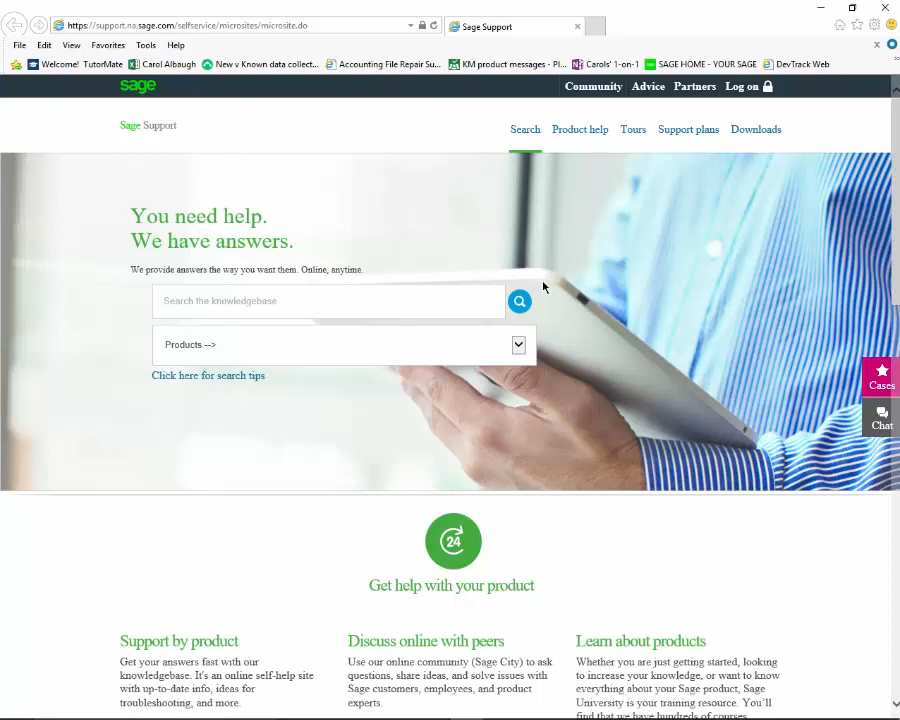 https://support.na.sage.com/selfservice/microsites/microsite.do
Sage Support
File Edit View Favorites Tools Help
Welcome! TutorMate Carol Albaugh New v Known data collect... Accounting File Repair Su... KM product messages - Pl... Carols' 1-on-1 SAGE HOME - YOUR SAGE DevTrack Web
sage
Community Advice Partners Log on
Sage Support
Search Product help Tours Support plans Downloads
You need help.
We have answers.
We provide answers the way you want them. Online, anytime.
Search the knowledgebase
Products -->
Click here for search tips
Cases
Chat
24
Get help with your product
Support by product
Get your answers fast with our
knowledgebase. It's an online self-help site
with up-to-date info, ideas for
troubleshooting, and more.
Discuss online with peers
Use our online community (Sage City) to ask
questions, share ideas, and solve issues with
Sage customers, employees, and product
experts.
Learn about products
Whether you are just getting started, looking
to increase your knowledge, or want to know
everything about your Sage product, Sage
University is your training resource. You'll
find that we have hundreds of courses